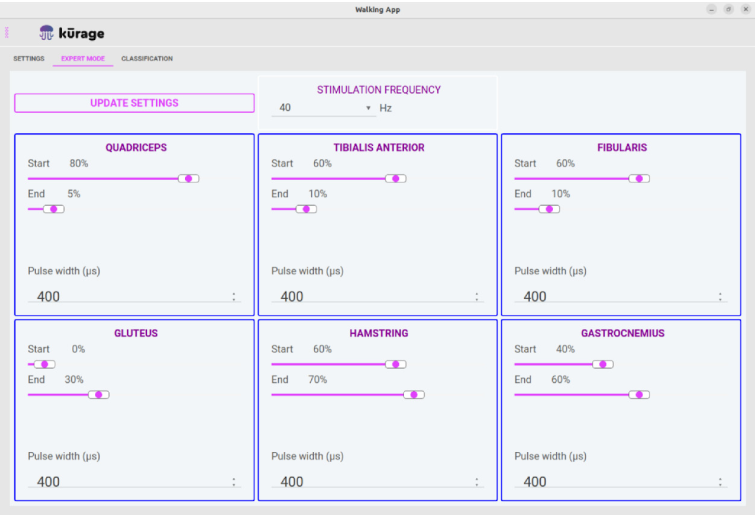 Walking App
kūrage
SETTINGS EXPERT MODE CLASSIFICATION
UPDATE SETTINGS
STIMULATION FREQUENCY
40 Hz
QUADRICEPS
Start 80%
End 5%
Pulse width (µs)
400
TIBIALIS ANTERIOR
Start 60%
End 10%
Pulse width (µs)
400
FIBULARIS
Start 60%
End 10%
Pulse width (µs)
400
GLUTEUS
Start 0%
End 30%
Pulse width (µs)
400
HAMSTRING
Start 60%
End 70%
Pulse width (µs)
400
GASTROCNEMIUS
Start 40%
End 60%
Pulse width (µs)
400